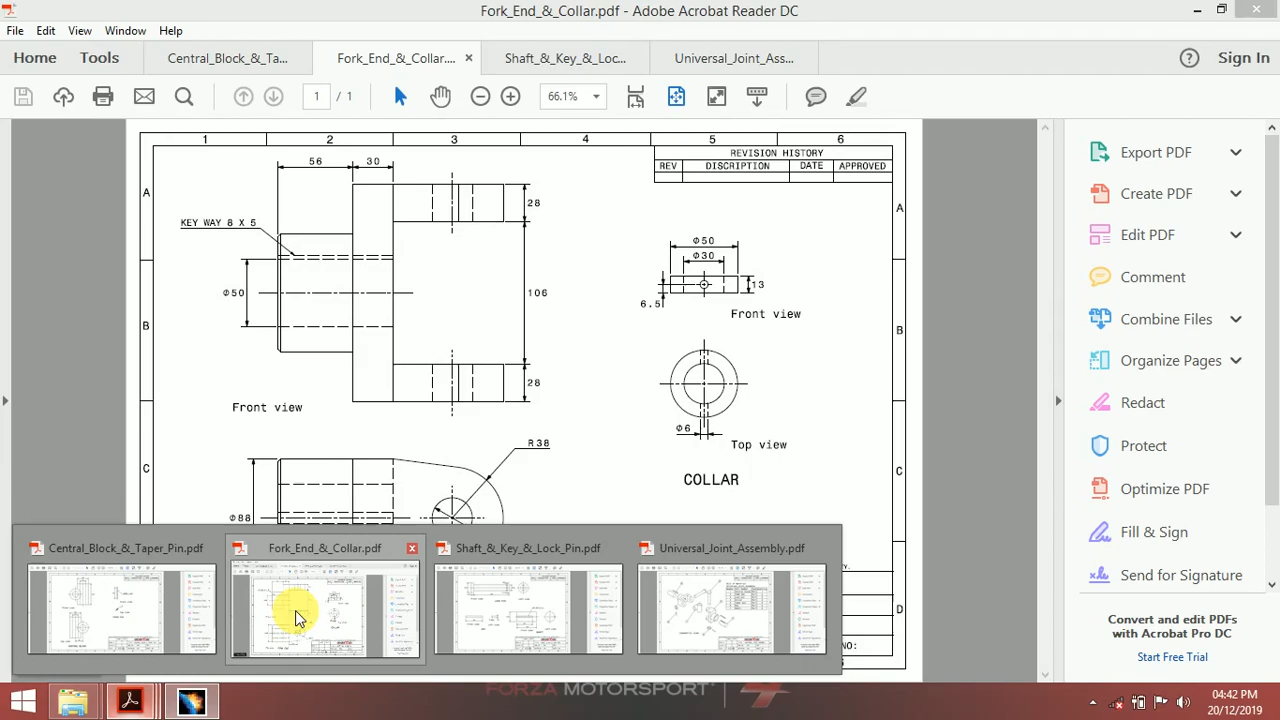 Fork_End_&_Collar.pdf - Adobe Acrobat Reader DC
File Edit View Window Help
Home Tools Central_Block_&_Ta... Fork_End_&_Collar.... × Shaft_&_Key_&_Loc... Universal_Joint_Ass... Sign In
1 / 1 66.1%
1 2 3 4 5 6
REVISION HISTORY
REV DISCRIPTION DATE APPROVED
A
A
56 30
28
KEY WAY 8 X 5
Φ50
106
B
B
28
Front view
Φ50
Φ30
13
6.5
Front view
Φ6
Top view
COLLAR
C
C
R38
Φ88
D
NO:
Export PDF
Create PDF
Edit PDF
Comment
Combine Files
Organize Pages
Redact
Protect
Optimize PDF
Fill & Sign
Send for Signature
Convert and edit PDFs
with Acrobat Pro DC
Start Free Trial
Central_Block_&_Taper_Pin.pdf Fork_End_&_Collar.pdf Shaft_&_Key_&_Lock_Pin.pdf Universal_Joint_Assembly.pdf
FORZA MOTORSPORT
04:42 PM
20/12/2019